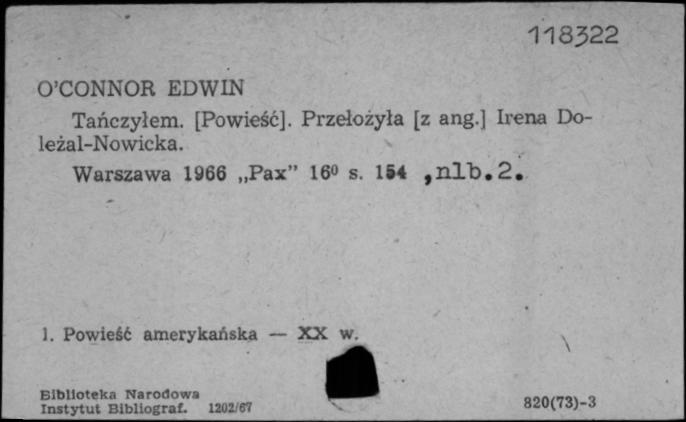 118322
O'CONNOR EDWIN
Tańczyłem. [Powieść]. Przełożyła [z ang.] Irena Do-
leżal-Nowicka.
Warszawa 1966 „Pax” 16⁰ s. 154 ,nlb.2.
1. Powieść amerykańska — XX w.
Biblioteka Narodowa
Instytut Bibliograf. 1202/67
820(73)-3